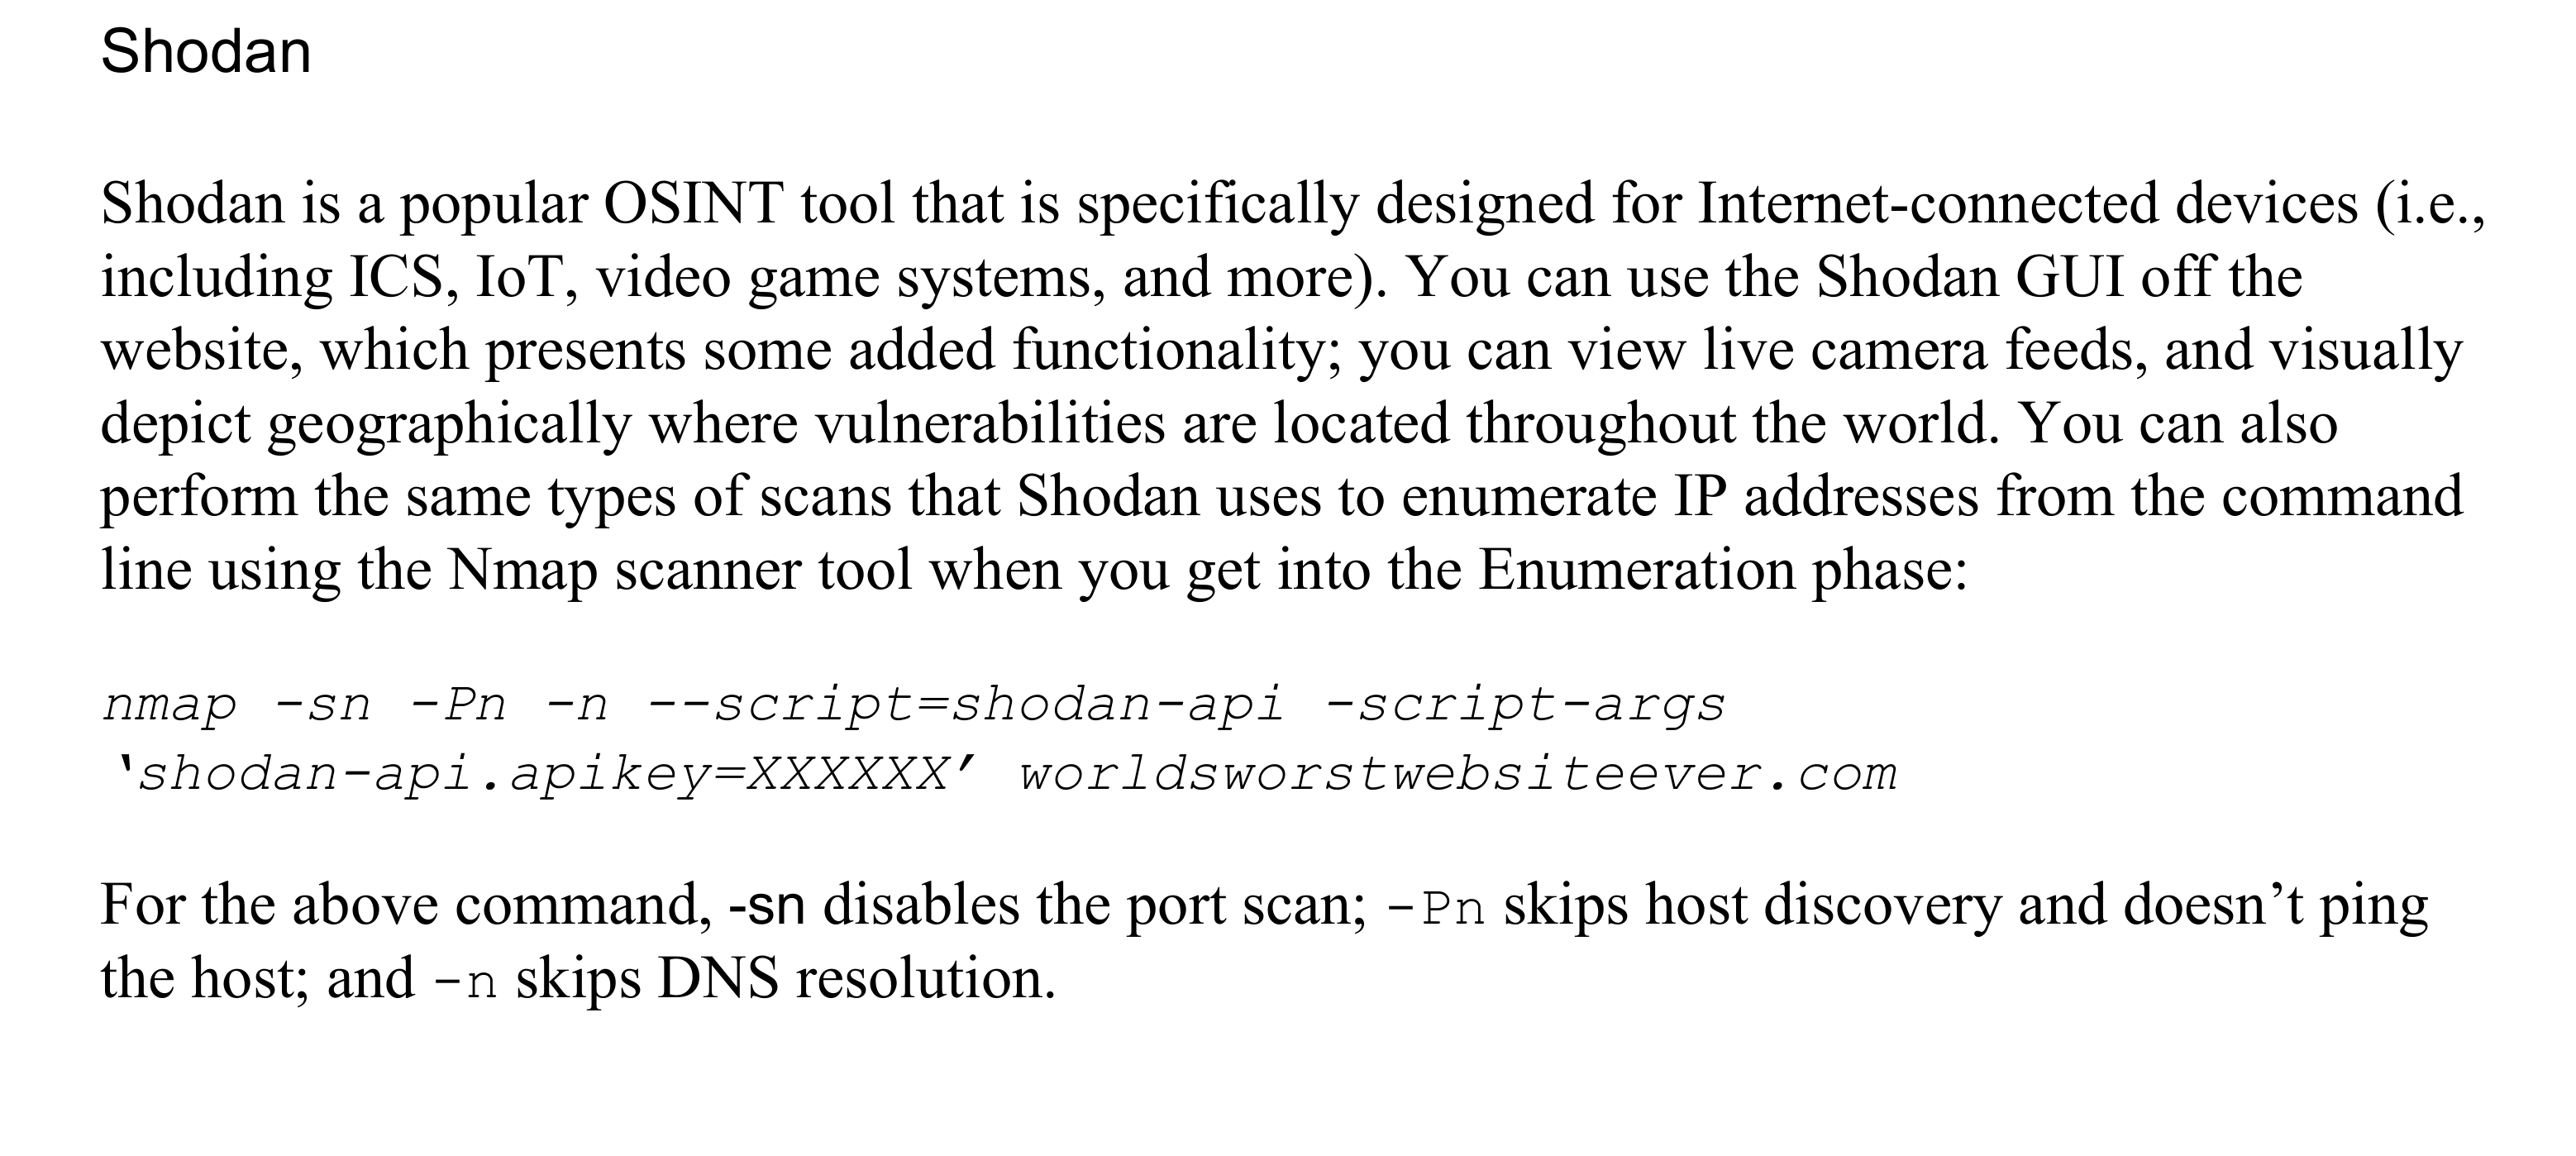 Shodan
Shodan is a popular OSINT tool that is specifically designed for Internet-connected devices (i.e.,
including ICS, IoT, video game systems, and more). You can use the Shodan GUI off the
website, which presents some added functionality; you can view live camera feeds, and visually
depict geographically where vulnerabilities are located throughout the world. You can also
perform the same types of scans that Shodan uses to enumerate IP addresses from the command
line using the Nmap scanner tool when you get into the Enumeration phase:
nmap -sn -Pn -n --script=shodan-api -script-args
‘shodan-api.apikey=XXXXXX’ worldsworstwebsiteever.com
For the above command, -sn disables the port scan; -Pn skips host discovery and doesn’t ping
the host; and -n skips DNS resolution.